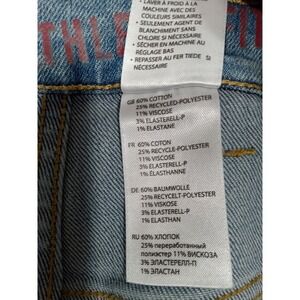 • LAVER À FROID À LA
MACHINE AVEC DES
COULEURS SIMILAIRES
• SEULEMENT AGENT DE
BLANCHIMENT SANS
CHLORE SI NÉCESSAIRE
• SÉCHER EN MACHINE AU
RÉGLAGE BAS
• REPASSER AU FER TIÈDE SI
NÉCESSAIRE
THLE
GB 60% COTTON
25% RECYCLED-POLYESTER
11% VISCOSE
3% ELASTERELL-P
1% ELASTANE
FR 60% COTON
25% RECYCLE-POLYESTER
11% VISCOSE
3% ELASTERELL-P
1% ÉLASTHANNE
DE 60% BAUMWOLLE
25% RECYCELT-POLYESTER
11% VISKOSE
3% ELASTERELL-P
1% ELASTHAN
RU 60% ХЛОПОК
25% переработанный
полиэстер 11% ВИСКОЗА
3% ЭЛАСТЕРЕЛЛ-П
1% ЭЛАСТАН